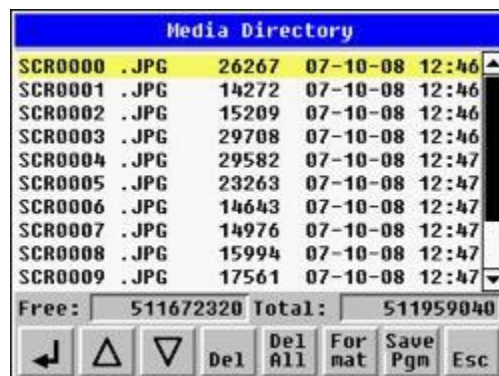 Media Directory
SCR0000 .JPG 26267 07-10-08 12:46
SCR0001 .JPG 14272 07-10-08 12:46
SCR0002 .JPG 15209 07-10-08 12:46
SCR0003 .JPG 29708 07-10-08 12:46
SCR0004 .JPG 29582 07-10-08 12:47
SCR0005 .JPG 23263 07-10-08 12:47
SCR0006 .JPG 14643 07-10-08 12:47
SCR0007 .JPG 14976 07-10-08 12:47
SCR0008 .JPG 15994 07-10-08 12:47
SCR0009 .JPG 17561 07-10-08 12:47
Free: 511672320 Total: 511959040
Del Del All For mat Save Pgm Esc